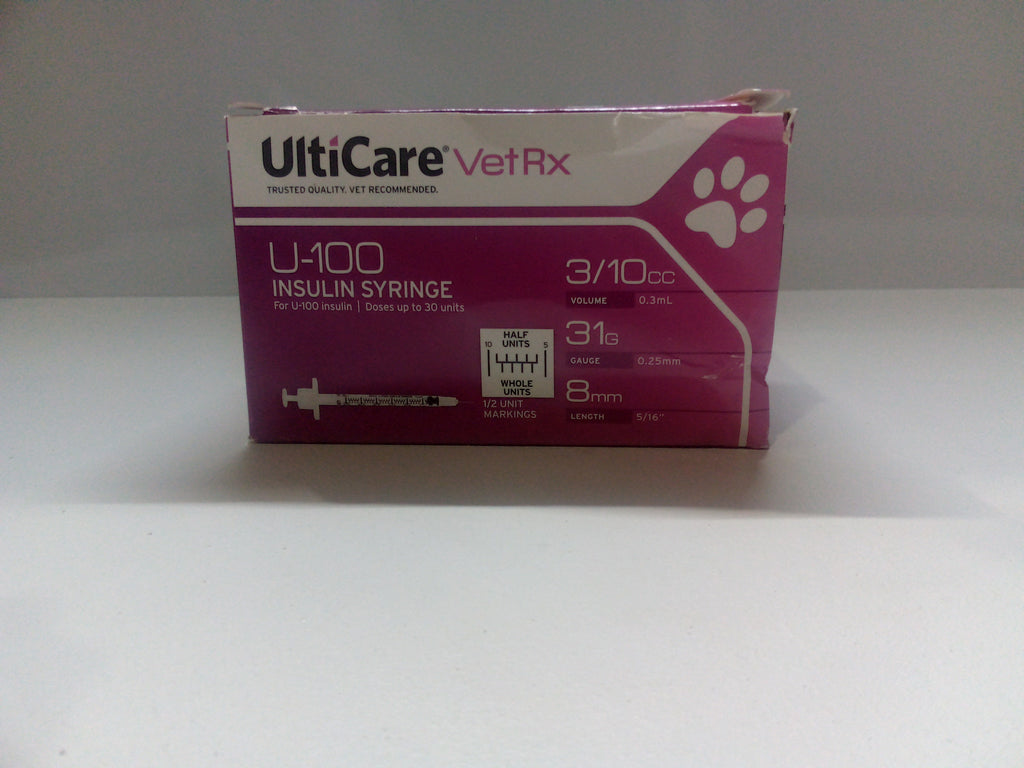 UltiCare® VetRx
TRUSTED QUALITY. VET RECOMMENDED.
U-100
INSULIN SYRINGE
For U-100 insulin | Doses up to 30 units
3/10cc
VOLUME 0.3mL
31G
GAUGE 0.25mm
8mm
LENGTH 5/16"
HALF
UNITS
10 5
WHOLE
UNITS
1/2 UNIT
MARKINGS